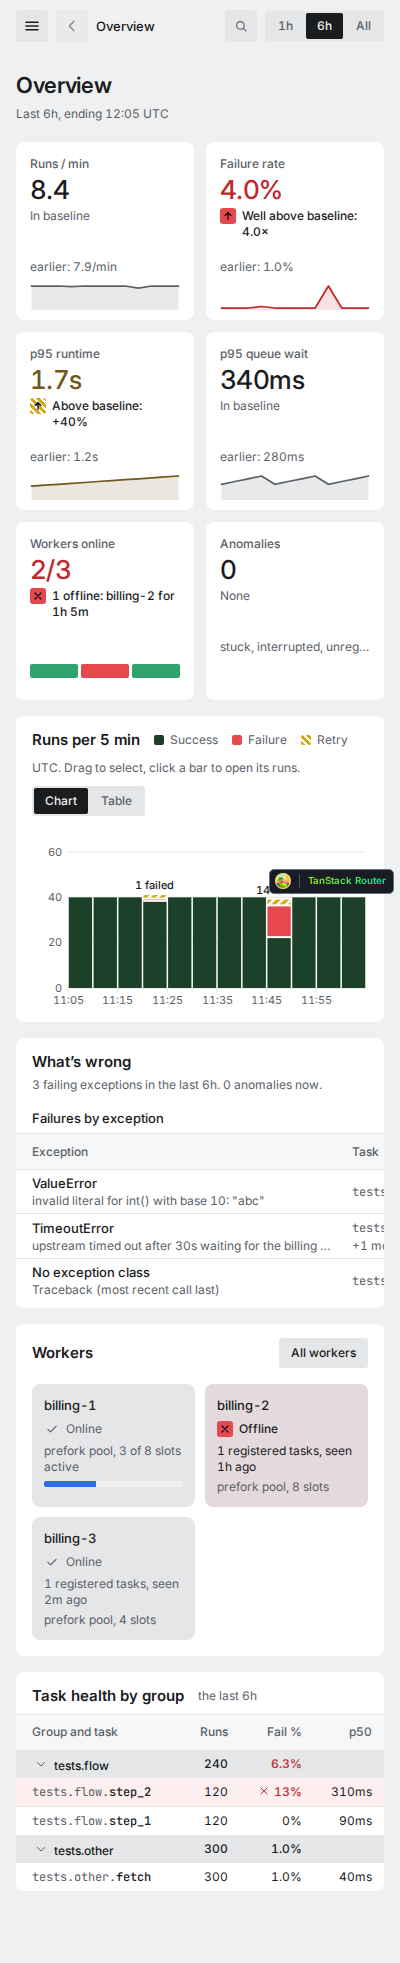 Overview
1h 6h All
Overview
Last 6h, ending 12:05 UTC
Runs / min
8.4
In baseline
earlier: 7.9/min
Failure rate
4.0%
Well above baseline:
4.0×
earlier: 1.0%
p95 runtime
1.7s
Above baseline:
+40%
earlier: 1.2s
p95 queue wait
340ms
In baseline
earlier: 280ms
Workers online
2/3
1 offline: billing-2 for
1h 5m
Anomalies
0
None
stuck, interrupted, unreg...
Runs per 5 min Success Failure Retry
UTC. Drag to select, click a bar to open its runs.
Chart Table
60
40
20
0
1 failed
14
TanStack Router
11:05 11:15 11:25 11:35 11:45 11:55
What's wrong
3 failing exceptions in the last 6h. 0 anomalies now.
Failures by exception
Exception Task
ValueError
invalid literal for int() with base 10: "abc"
tests
TimeoutError
upstream timed out after 30s waiting for the billing ...
tests
+1 mo
No exception class
Traceback (most recent call last)
tests
Workers
All workers
billing-1
Online
prefork pool, 3 of 8 slots
active
billing-2
Offline
1 registered tasks, seen
1h ago
prefork pool, 8 slots
billing-3
Online
1 registered tasks, seen
2m ago
prefork pool, 4 slots
Task health by group the last 6h
Group and task Runs Fail % p50
tests.flow 240 6.3%
tests.flow.step_2 120 13% 310ms
tests.flow.step_1 120 0% 90ms
tests.other 300 1.0%
tests.other.fetch 300 1.0% 40ms